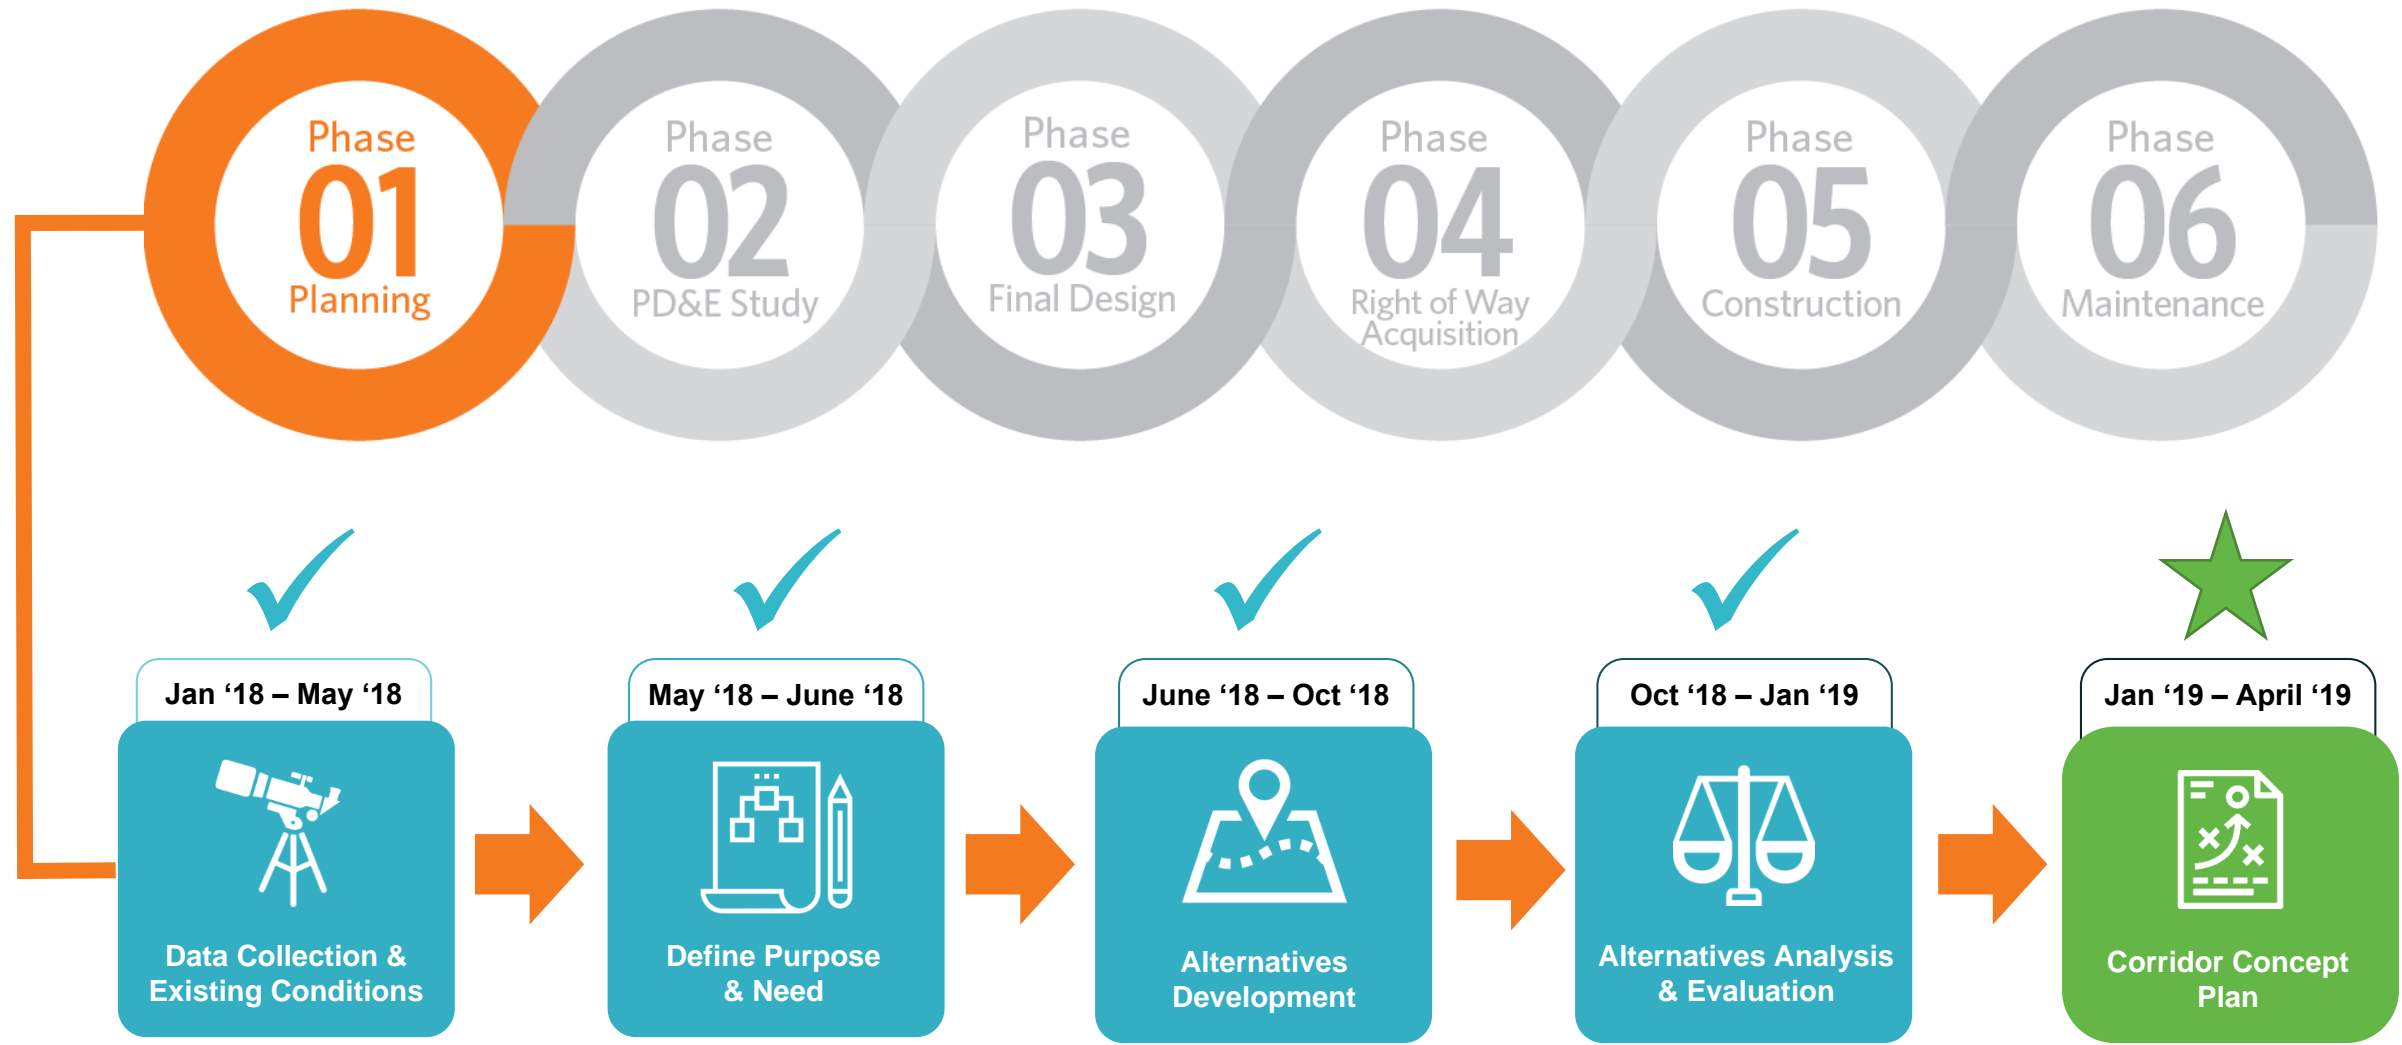 Phase
01
Planning
Phase
02
PD&E Study
Phase
03
Final Design
Phase
04
Right of Way
Acquisition
Phase
05
Construction
Phase
06
Maintenance
Jan ‘18 – May ‘18
Data Collection &
Existing Conditions
May ‘18 – June ‘18
Define Purpose
& Need
June ‘18 – Oct ‘18
Alternatives
Development
Oct ‘18 – Jan ‘19
Alternatives Analysis
& Evaluation
Jan ‘19 – April ‘19
Corridor Concept
Plan